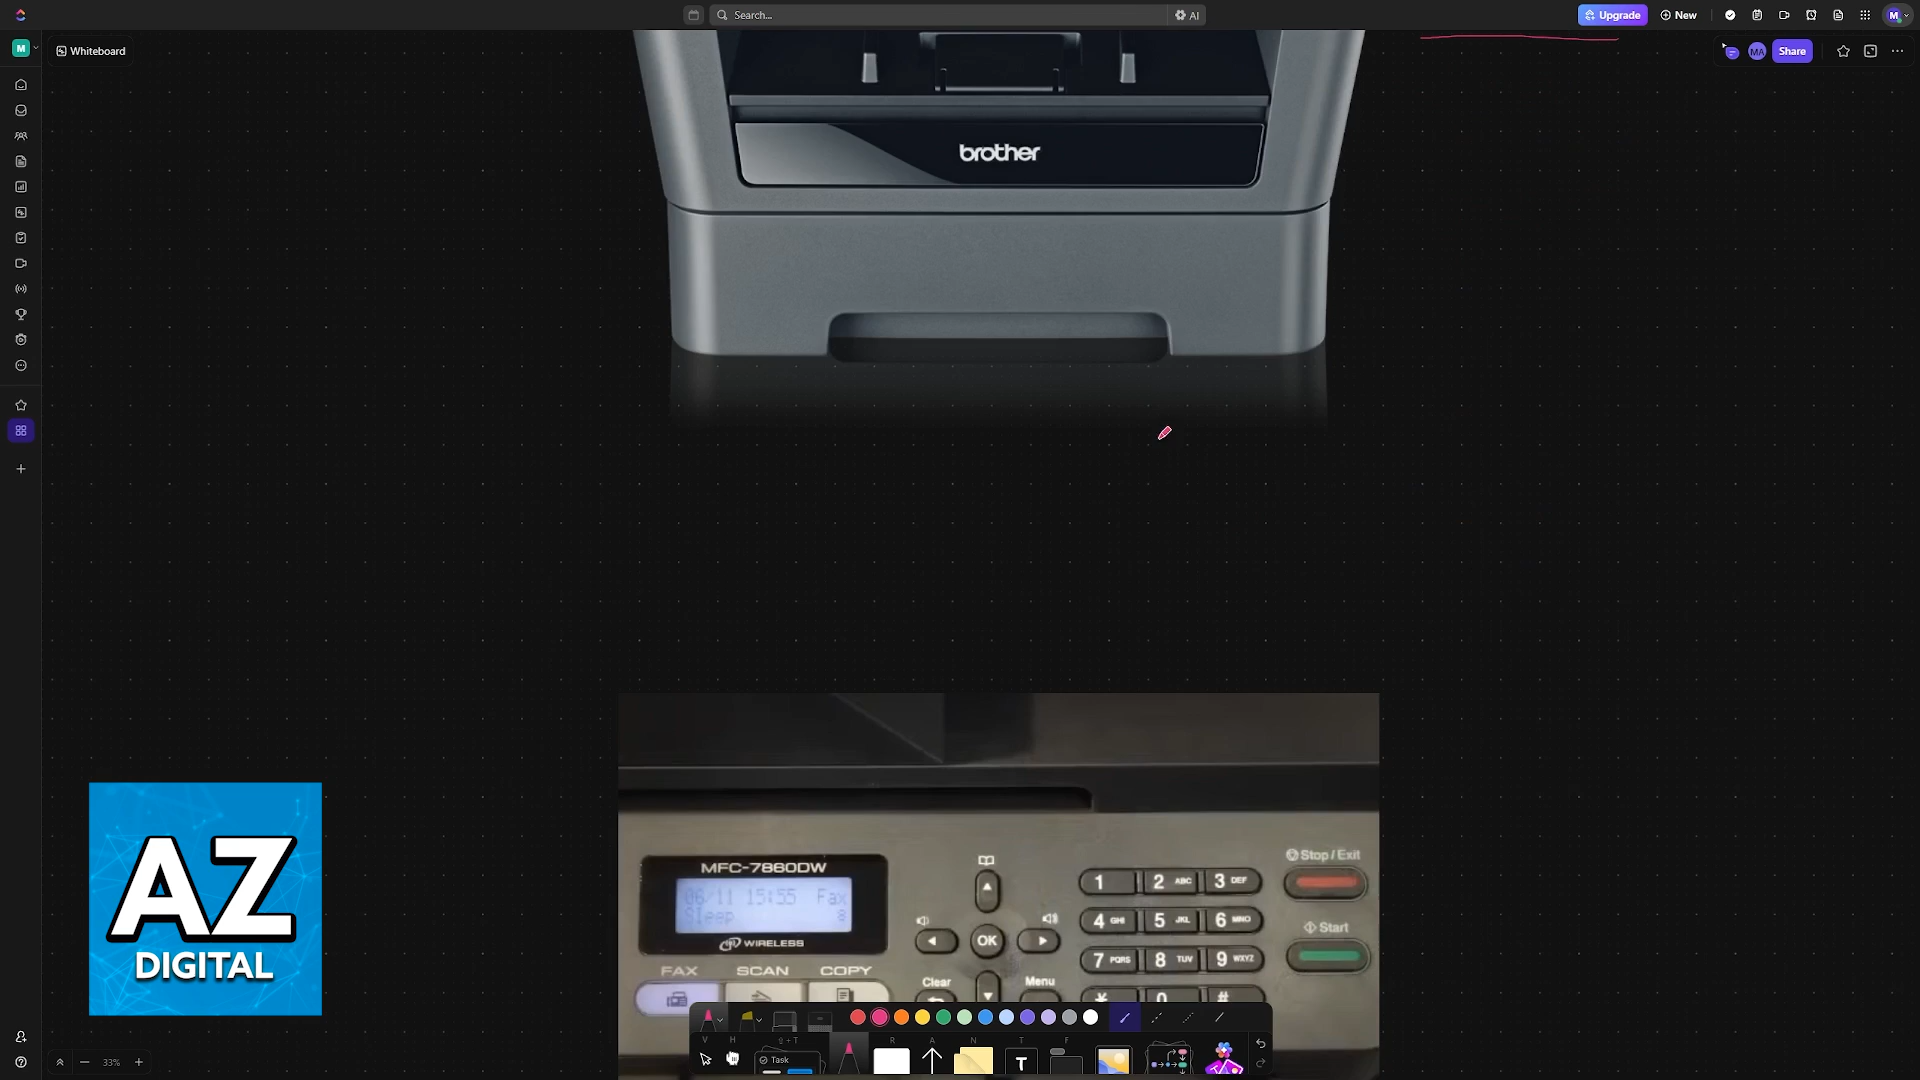 Search...
AI
Upgrade
New
M
M
Whiteboard
MA
Share
brother
MFC-7860DW
06/11 15:55 Fax
Sleep
WIRELESS
FAX SCAN COPY
OK
Clear
Menu
1 2 ABC 3 DEF
4 GHI 5 JKL 6 MNO
7 PQRS 8 TUV 9 WXYZ
* 0 #
Stop/Exit
Start
AZ
DIGITAL
V H ⇧ + T R A N T F
Task
T
33%